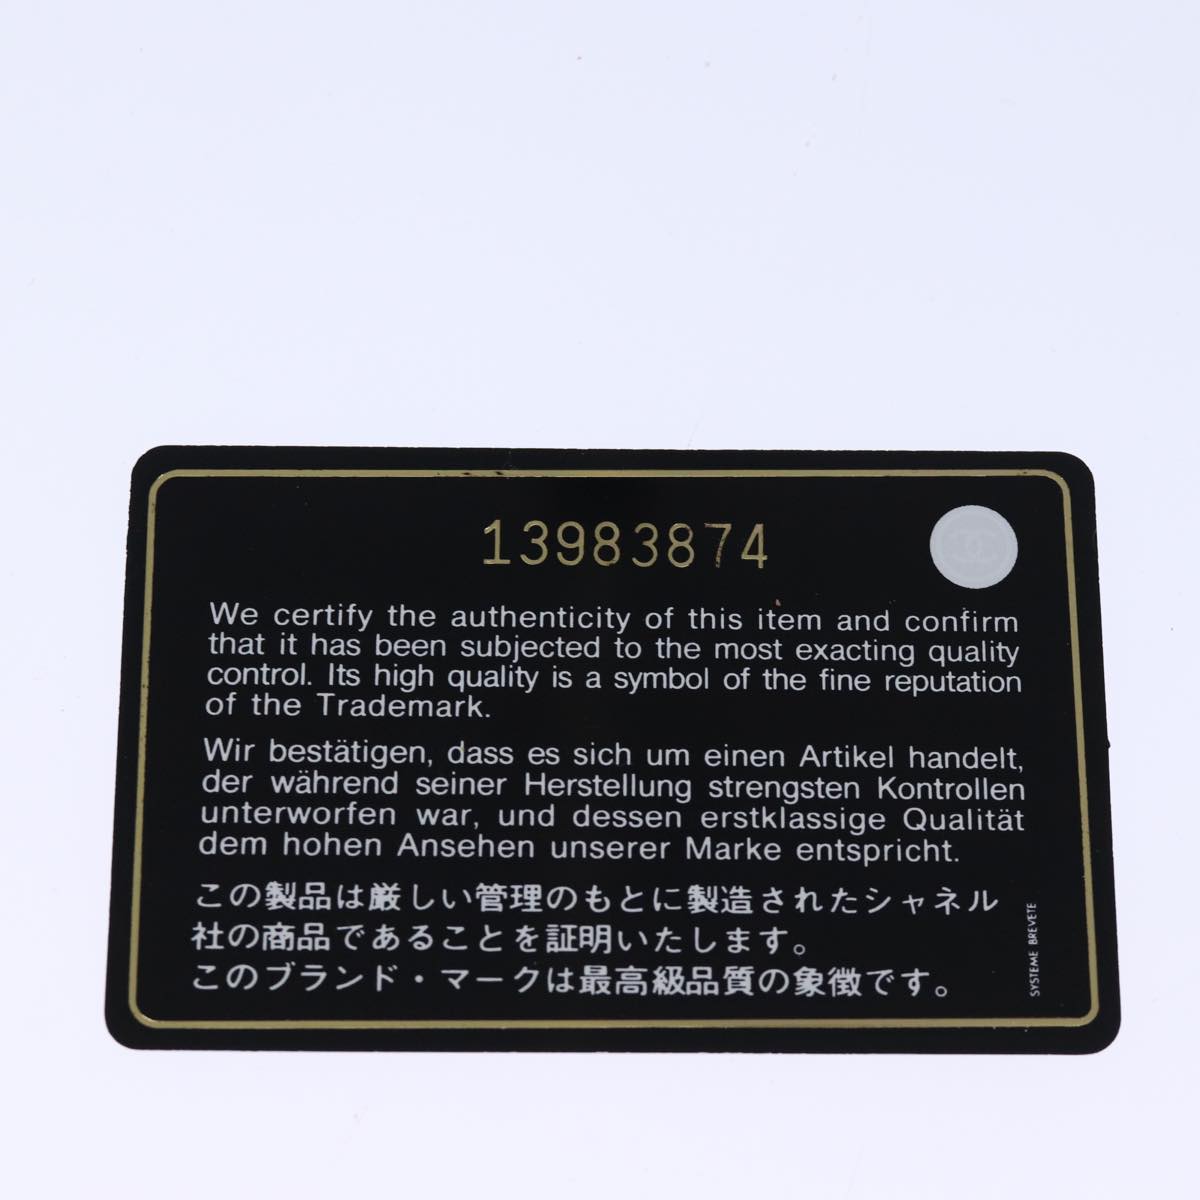 13983874
We certify the authenticity of this item and confirm
that it has been subjected to the most exacting quality
control. Its high quality is a symbol of the fine reputation
of the Trademark.
Wir bestätigen, dass es sich um einen Artikel handelt,
der während seiner Herstellung strengsten Kontrollen
unterworfen war, und dessen erstklassige Qualität
dem hohen Ansehen unserer Marke entspricht.
この製品は厳しい管理のもとに製造されたシャネル
社の商品であることを証明いたします。
このブランド・マークは最高級品質の象徴です。
SYSTEME BREVETE